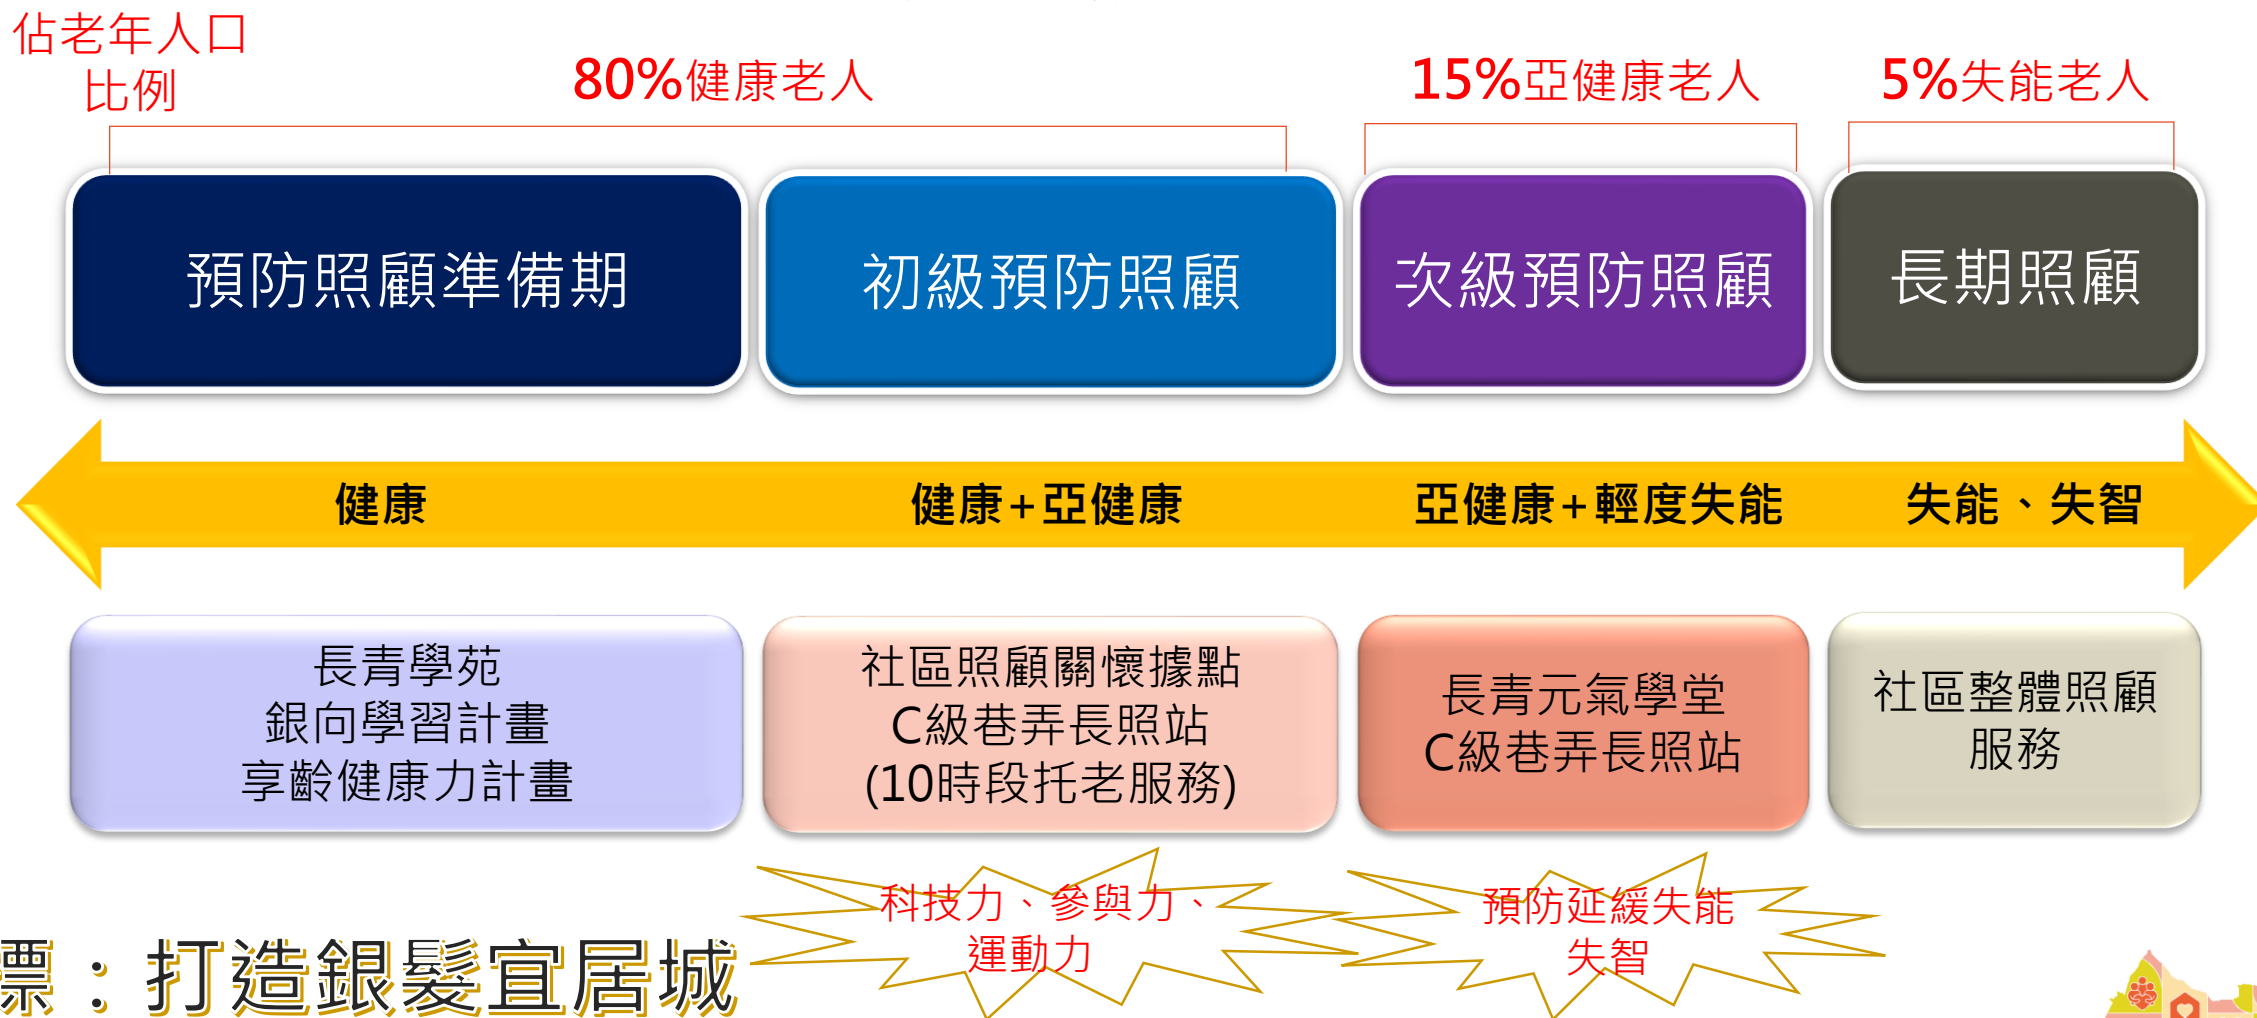 佔老年人口
比例
80%健康老人
15%亞健康老人
5%失能老人
預防照顧準備期
初級預防照顧
次級預防照顧
長期照顧
健康
健康+亞健康
亞健康+輕度失能
失能、失智
長青學苑
銀向學習計畫
享齡健康力計畫
社區照顧關懷據點
C級巷弄長照站
(10時段托老服務)
長青元氣學堂
C級巷弄長照站
社區整體照顧
服務
科技力、參與力、
運動力
預防延緩失能
失智
標：打造銀髮宜居城